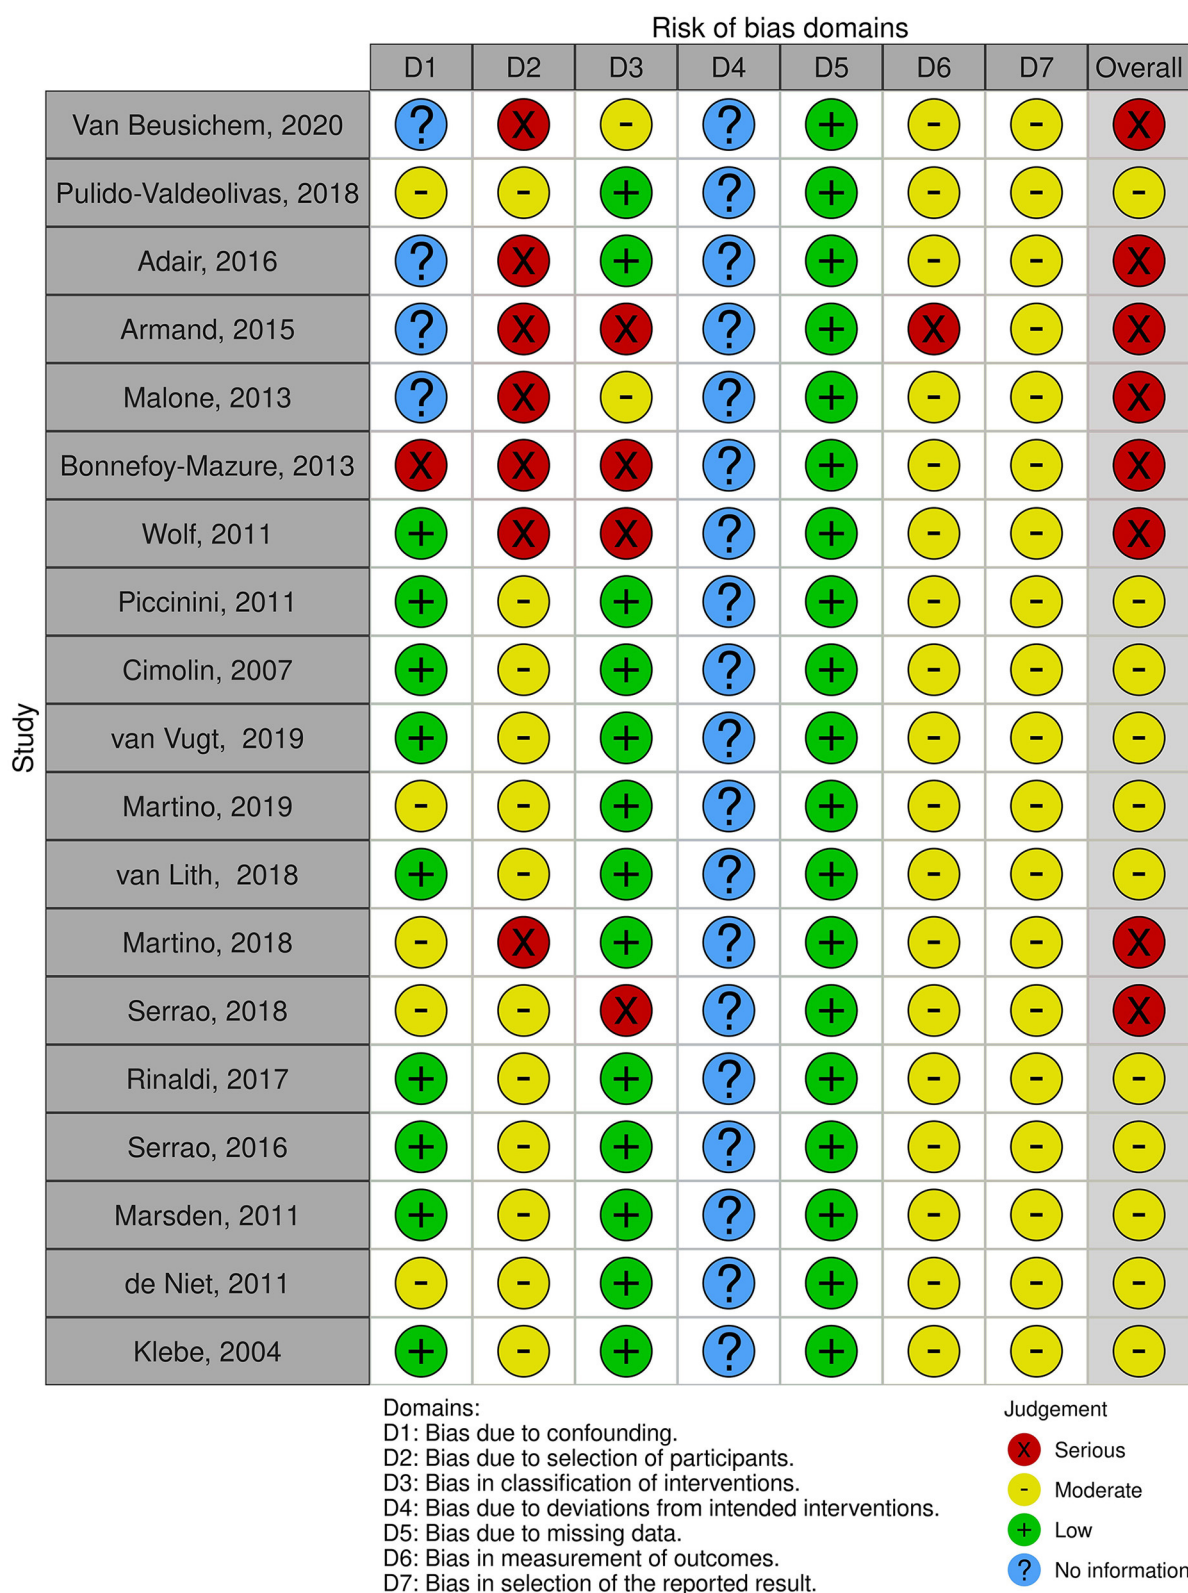 Risk of bias domains
D1 D2 D3 D4 D5 D6 D7 Overall
Van Beusichem, 2020 ? X - ? + - - X
Pulido-Valdeolivas, 2018 - - + ? + - - -
Adair, 2016 ? X + ? + - - X
Armand, 2015 ? X X ? + X - X
Malone, 2013 ? X - ? + - - X
Bonnefoy-Mazure, 2013 X X X ? + - - X
Wolf, 2011 + X X ? + - - X
Piccinini, 2011 + - + ? + - - -
Cimolin, 2007 + - + ? + - - -
van Vugt, 2019 + - + ? + - - -
Martino, 2019 - - + ? + - - -
van Lith, 2018 + - + ? + - - -
Martino, 2018 - X + ? + - - X
Serrao, 2018 - - X ? + - - X
Rinaldi, 2017 + - + ? + - - -
Serrao, 2016 + - + ? + - - -
Marsden, 2011 + - + ? + - - -
de Niet, 2011 - - + ? + - - -
Klebe, 2004 + - + ? + - - -
Study
Domains:
D1: Bias due to confounding.
D2: Bias due to selection of participants.
D3: Bias in classification of interventions.
D4: Bias due to deviations from intended interventions.
D5: Bias due to missing data.
D6: Bias in measurement of outcomes.
D7: Bias in selection of the reported result.
Judgement
X Serious
- Moderate
+ Low
? No information